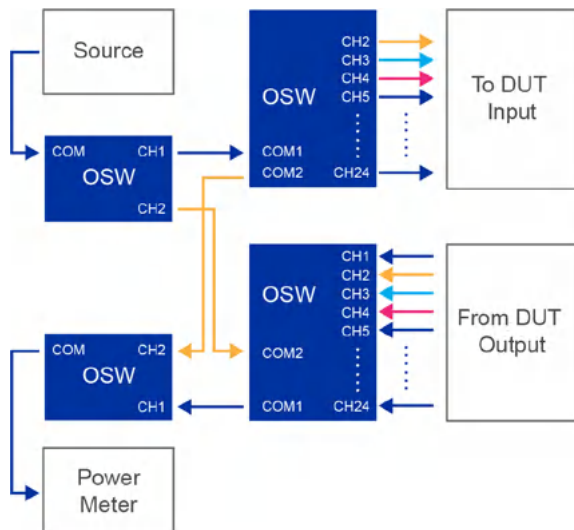 Source
COM
CH1
OSW
CH2
CH2
CH3
CH4
CH5
OSW
COM1
COM2
CH24
To DUT
Input
COM
CH2
OSW
CH1
CH1
CH2
CH3
CH4
CH5
OSW
COM2
COM1
CH24
From DUT
Output
Power
Meter